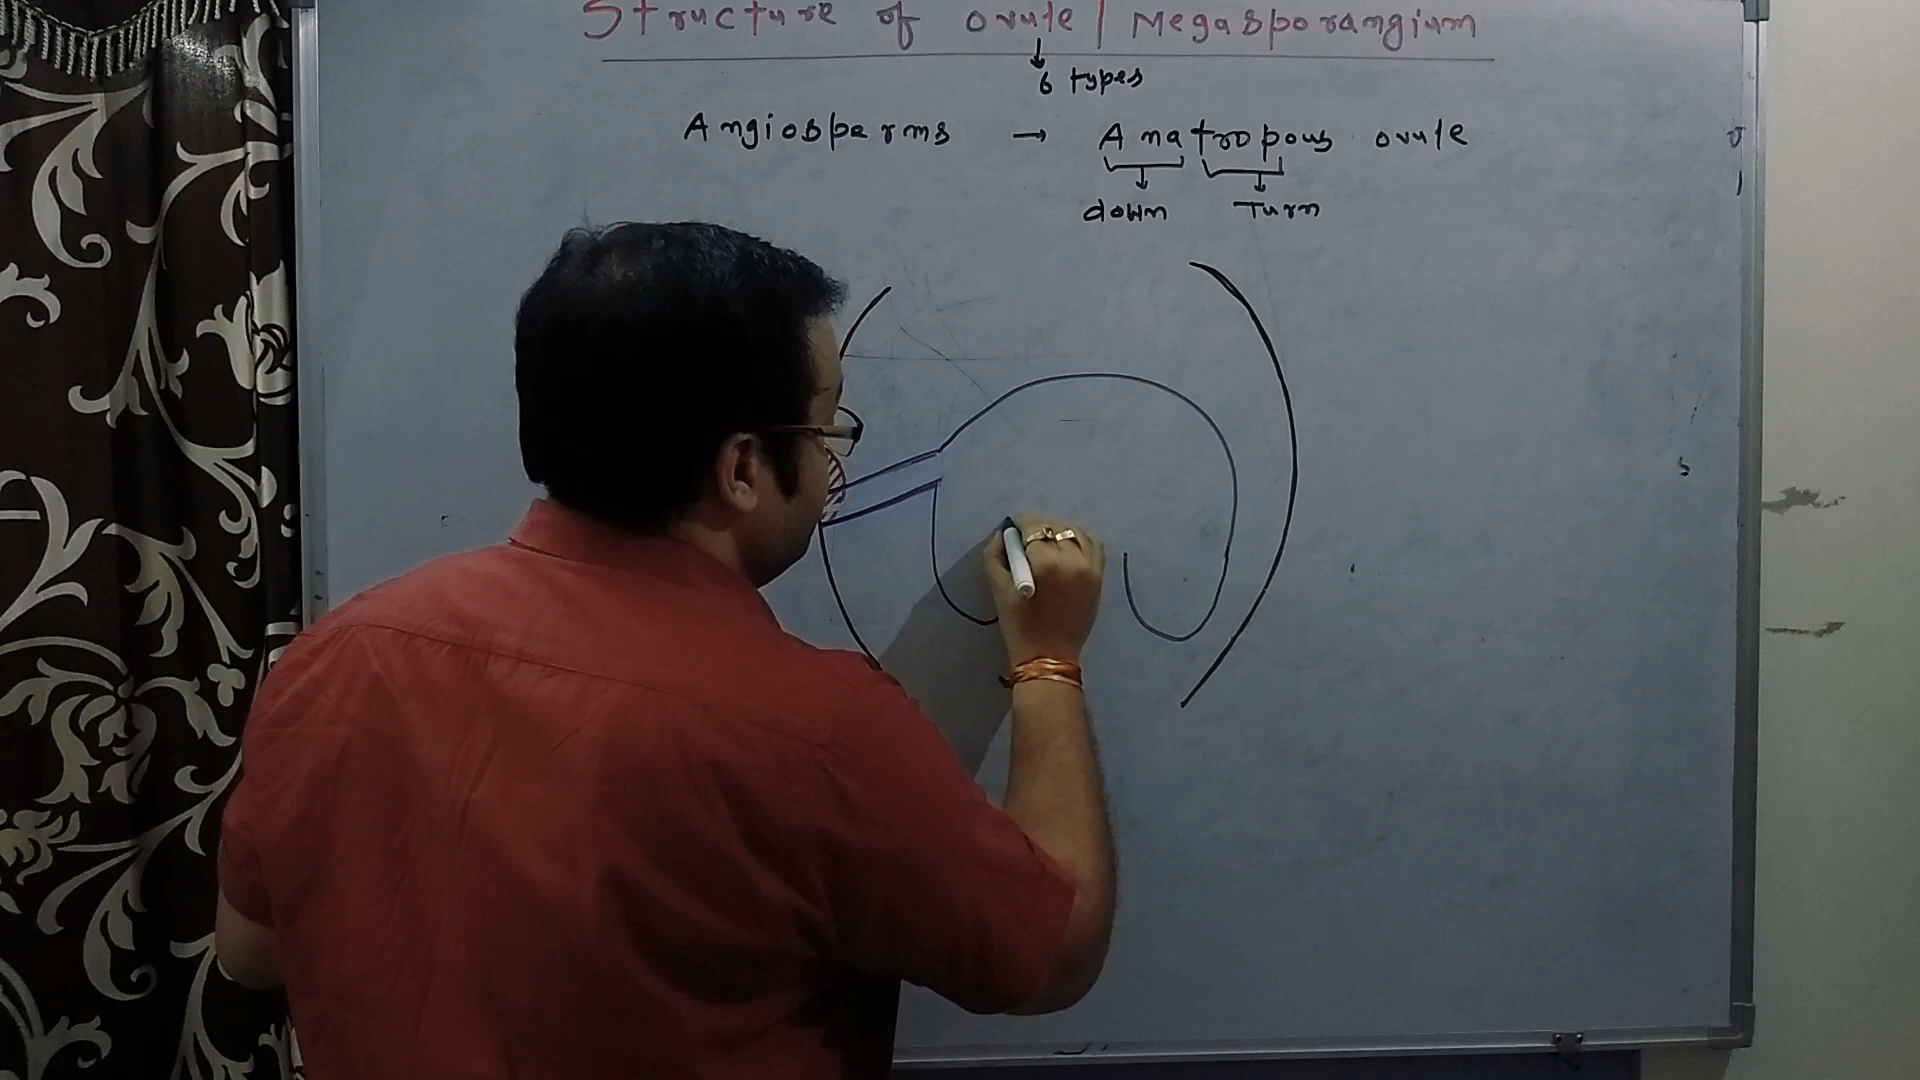 Structure of ovule / Megasporangium
6 types
Angiosperms → Anatropous ovule
down Turn